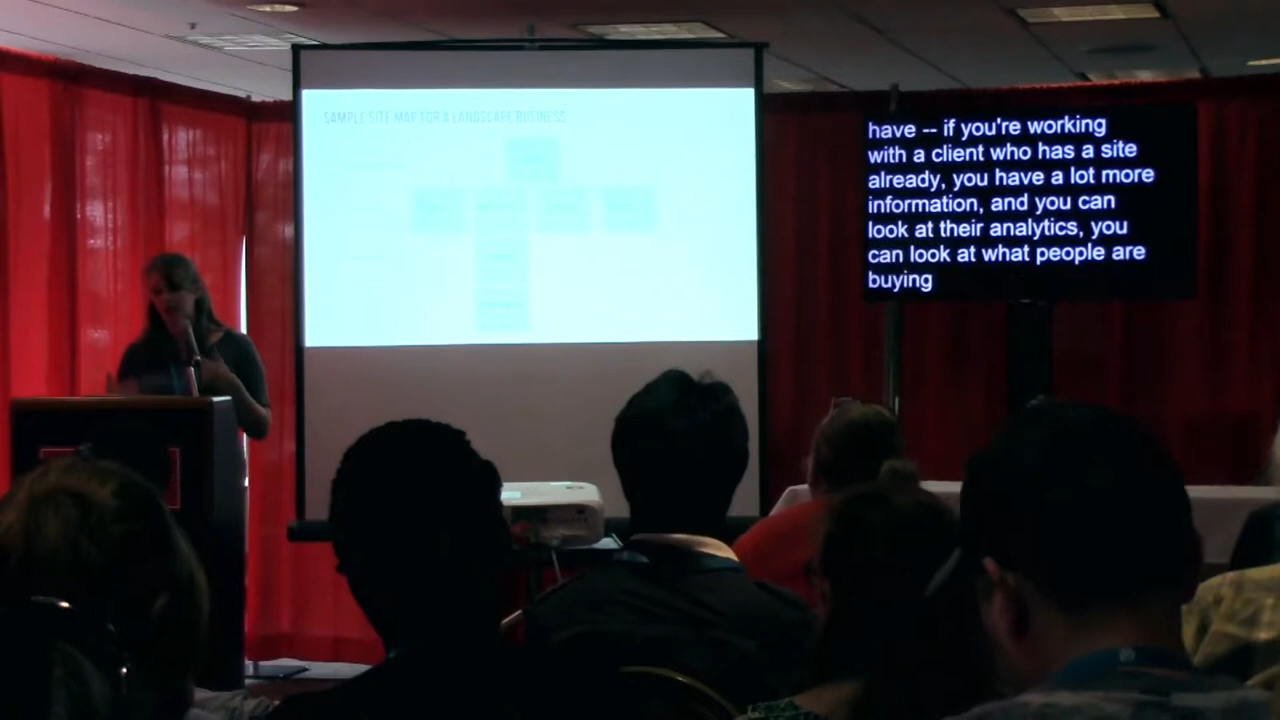 SAMPLE SITE MAP FOR A LANDSCAPE BUSINESS
have -- if you're working
with a client who has a site
already, you have a lot more
information, and you can
look at their analytics, you
can look at what people are
buying